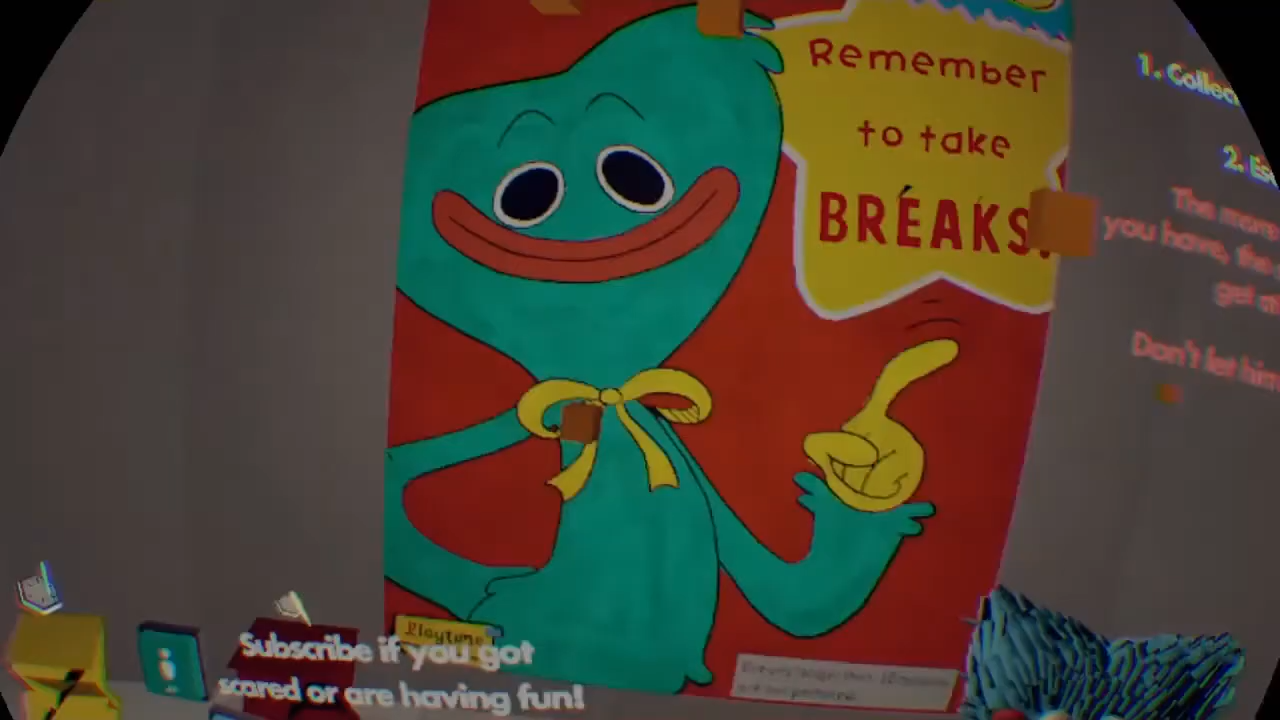 Remember
to take
BREAKS!
1. Collec
2. Es
The more
you have, the
get m
Don't let him
Playtime
Subscribe if you got
scared or are having fun!